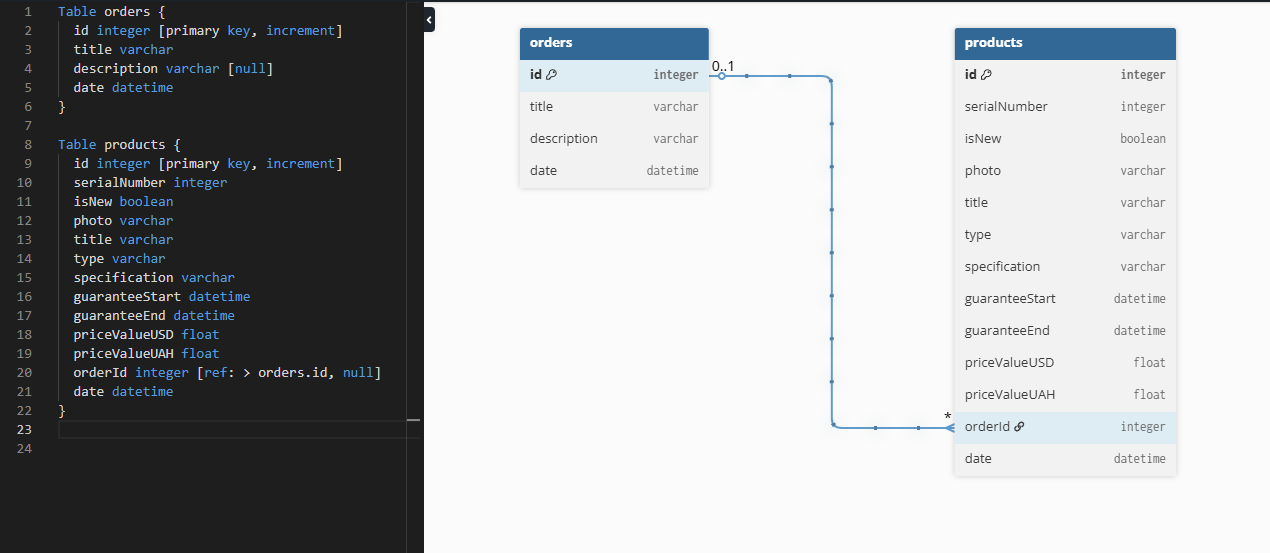 1 Table orders {
2 id integer [primary key, increment]
3 title varchar
4 description varchar [null]
5 date datetime
6 }
7
8 Table products {
9 id integer [primary key, increment]
10 serialNumber integer
11 isNew boolean
12 photo varchar
13 title varchar
14 type varchar
15 specification varchar
16 guaranteeStart datetime
17 guaranteeEnd datetime
18 priceValueUSD float
19 priceValueUAH float
20 orderId integer [ref: > orders.id, null]
21 date datetime
22 }
23
24
orders
id integer
title varchar
description varchar
date datetime
0..1
*
products
id integer
serialNumber integer
isNew boolean
photo varchar
title varchar
type varchar
specification varchar
guaranteeStart datetime
guaranteeEnd datetime
priceValueUSD float
priceValueUAH float
orderId integer
date datetime